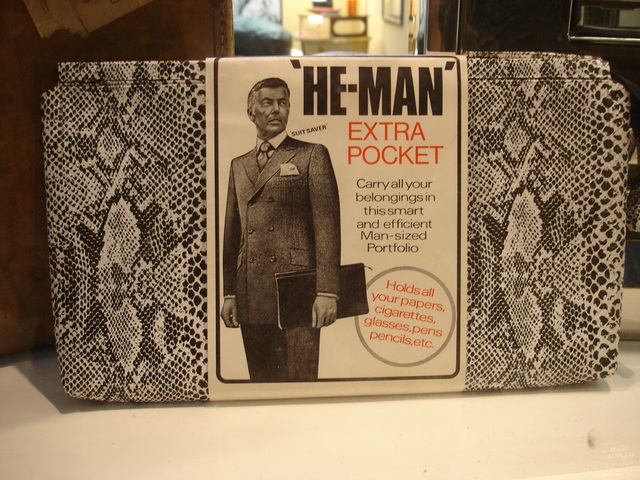 'HE-MAN'
'SUIT SAVER'
EXTRA
POCKET
Carry all your
belongings in
this smart
and efficient
Man-sized
Portfolio
Holds all
your papers,
cigarettes,
glasses, pens
pencils, etc.